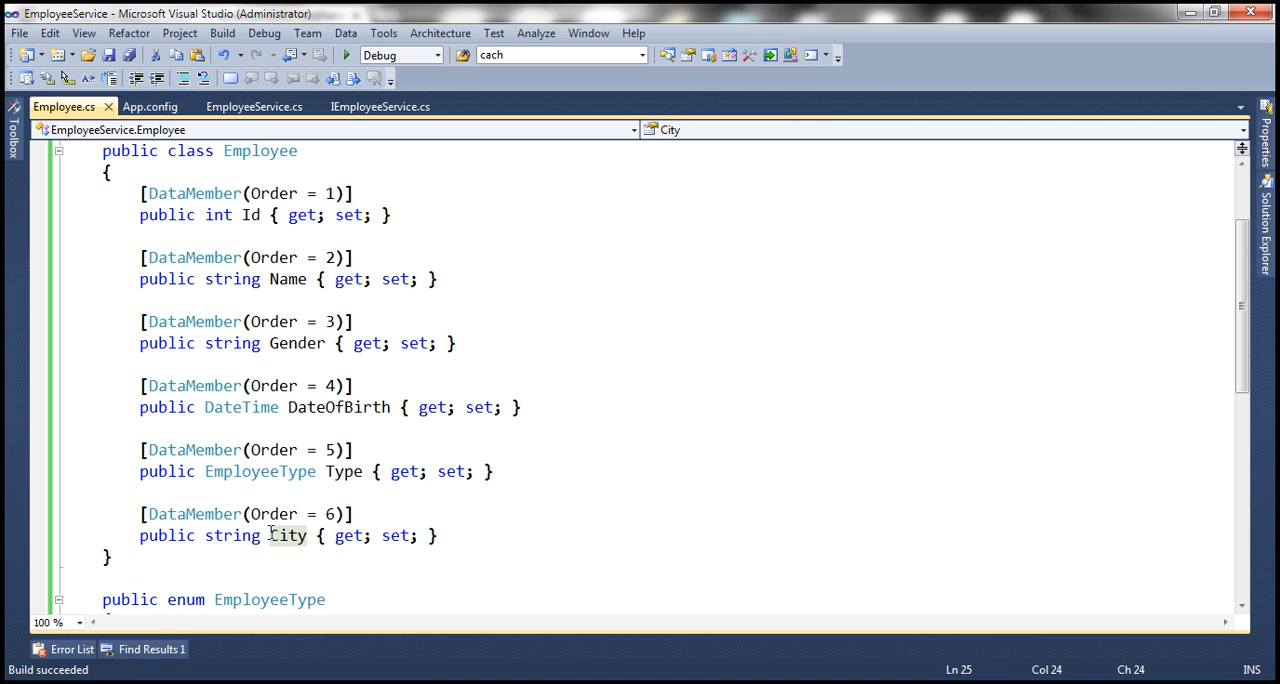 EmployeeService - Microsoft Visual Studio (Administrator)
File Edit View Refactor Project Build Debug Team Data Tools Architecture Test Analyze Window Help
Debug cach
Employee.cs App.config EmployeeService.cs IEmployeeService.cs
EmployeeService.Employee City
Toolbox
Properties
Solution Explorer
public class Employee
{
[DataMember(Order = 1)]
public int Id { get; set; }
[DataMember(Order = 2)]
public string Name { get; set; }
[DataMember(Order = 3)]
public string Gender { get; set; }
[DataMember(Order = 4)]
public DateTime DateOfBirth { get; set; }
[DataMember(Order = 5)]
public EmployeeType Type { get; set; }
[DataMember(Order = 6)]
public string City { get; set; }
}
public enum EmployeeType
100 %
Error List Find Results 1
Build succeeded Ln 25 Col 24 Ch 24 INS